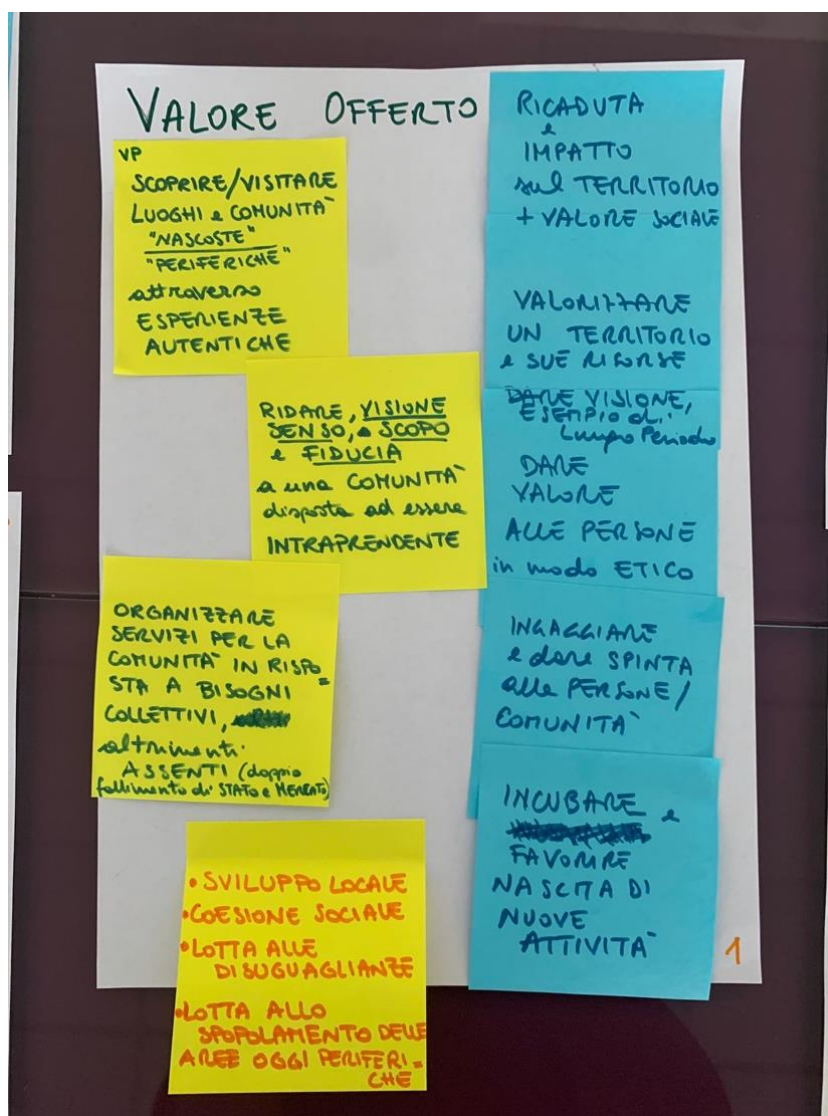 VALORE OFFERTO
VP
SCOPRIRE/VISITARE
LUOGHI e COMUNITÀ
"NASCOSTE"
"PERIFERICHE"
attraverso
ESPERIENZE
AUTENTICHE
RIDARE, VISIONE
SENSO, SCOPO
e FIDUCIA
a una COMUNITÀ
disposta ad essere
INTRAPRENDENTE
ORGANIZZARE
SERVIZI PER LA
COMUNITÀ IN RISPO=
STA A BISOGNI
COLLETTIVI,
altrimenti
ASSENTI (doppio
fallimento di STATO e MERCATO)
• SVILUPPO LOCALE
• COESIONE SOCIALE
• LOTTA ALLE
DISUGUAGLIANZE
• LOTTA ALLO
SPOPOLAMENTO DELLE
AREE OGGI PERIFERI=
CHE
RICADUTA
e
IMPATTO
sul TERRITORIO
+ VALORE SOCIALE
VALORIZZARE
UN TERRITORIO
e SUE RISORSE
DARE VISIONE,
ESEMPIO di
Lungo Periodo
DARE
VALORE
ALLE PERSONE
in modo ETICO
INGAGGIARE
e dare SPINTA
alle PERSONE/
COMUNITÀ
INCUBARE e
FAVORIRE
NASCITA DI
NUOVE
ATTIVITÀ
1